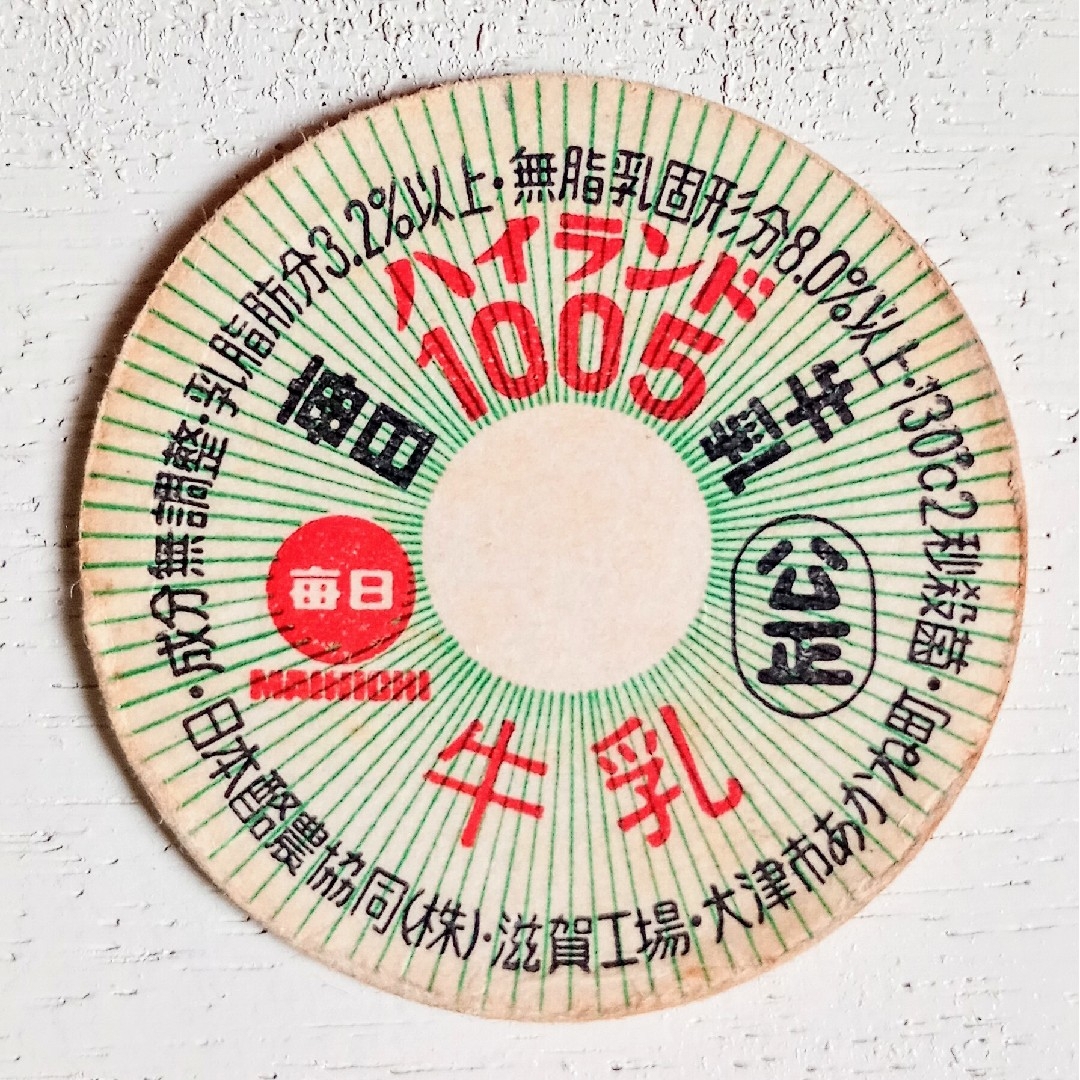 成分無調整・乳脂肪分3.2%以上・無脂乳固形分8.0%以上・130°C2秒殺菌・
日本酪農協同(株)・滋賀工場・大津市あかね町・
ハイランド
1005
毎日
毎日
MAINICHI
公正
牛乳